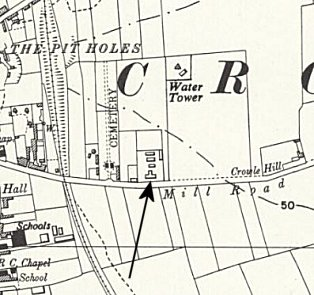 THE PIT HOLES
C R
Water
Tower
CEMETERY
W.
Crowle Hill
Mill Road
50
Hall
Schools
R C Chapel
School